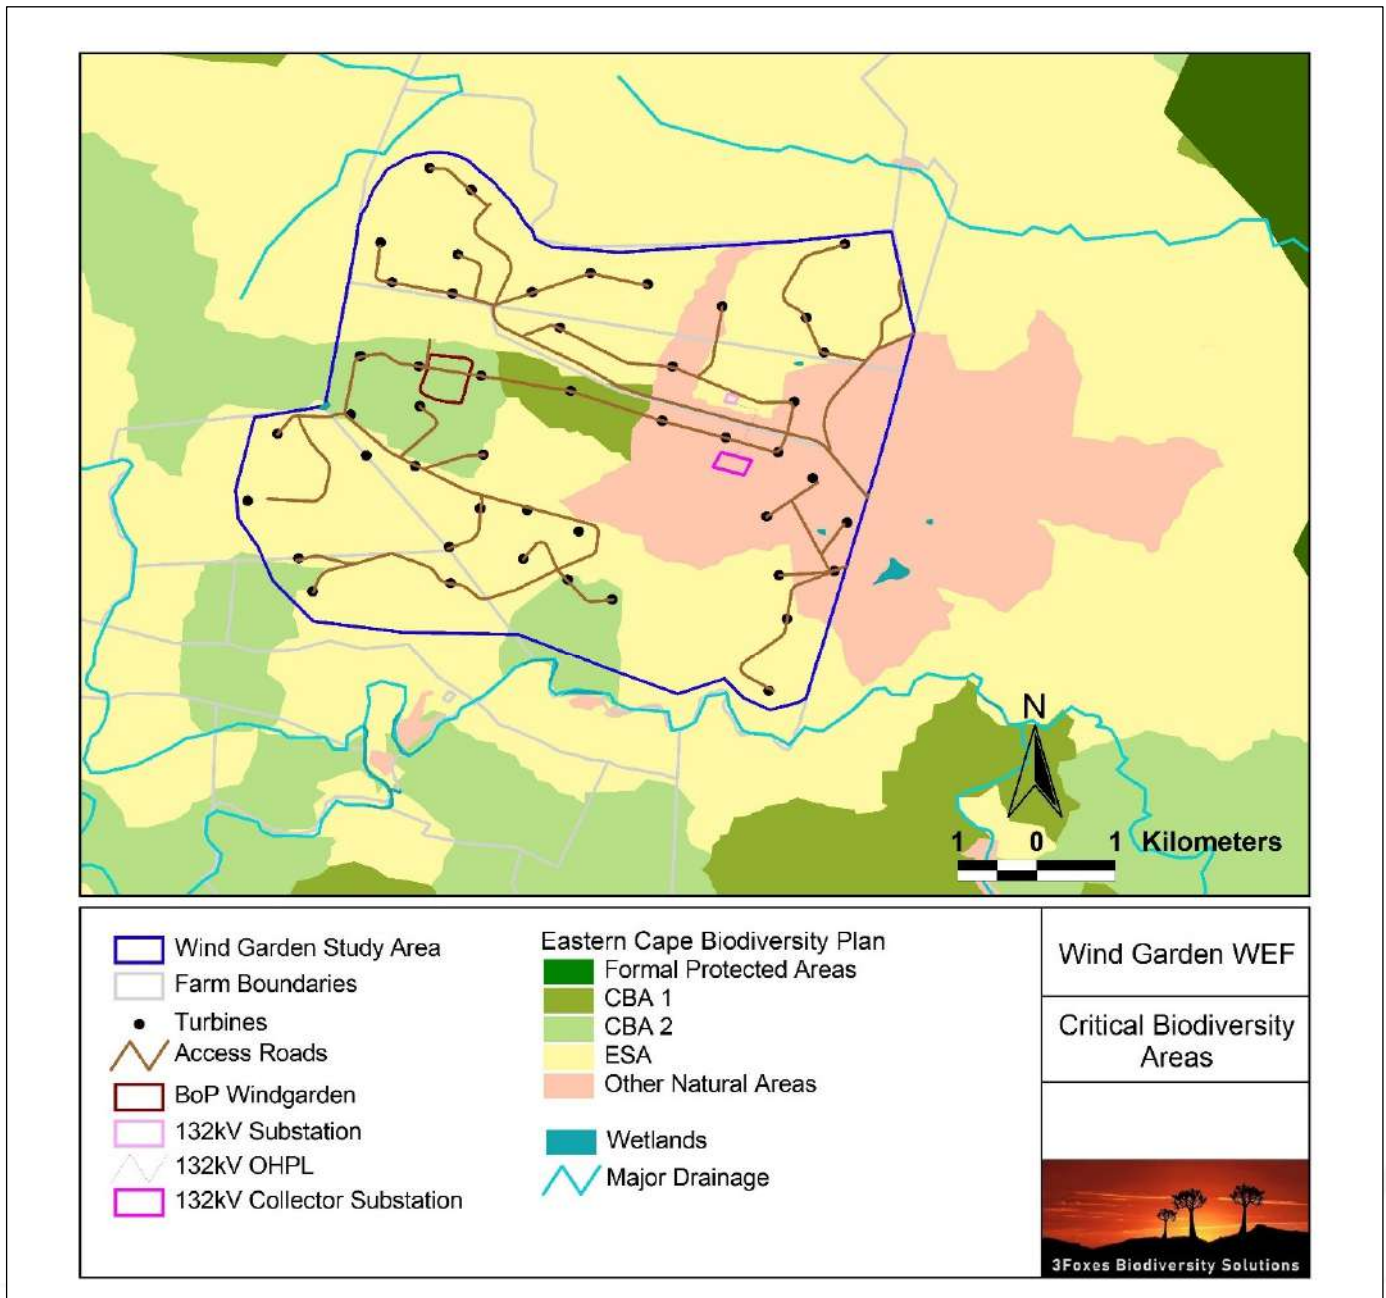 N
1 0 1 Kilometers
Wind Garden Study Area
Farm Boundaries
Turbines
Access Roads
BoP Windgarden
132kV Substation
132kV OHPL
132kV Collector Substation
Eastern Cape Biodiversity Plan
Formal Protected Areas
CBA 1
CBA 2
ESA
Other Natural Areas
Wetlands
Major Drainage
Wind Garden WEF
Critical Biodiversity
Areas
3Foxes Biodiversity Solutions